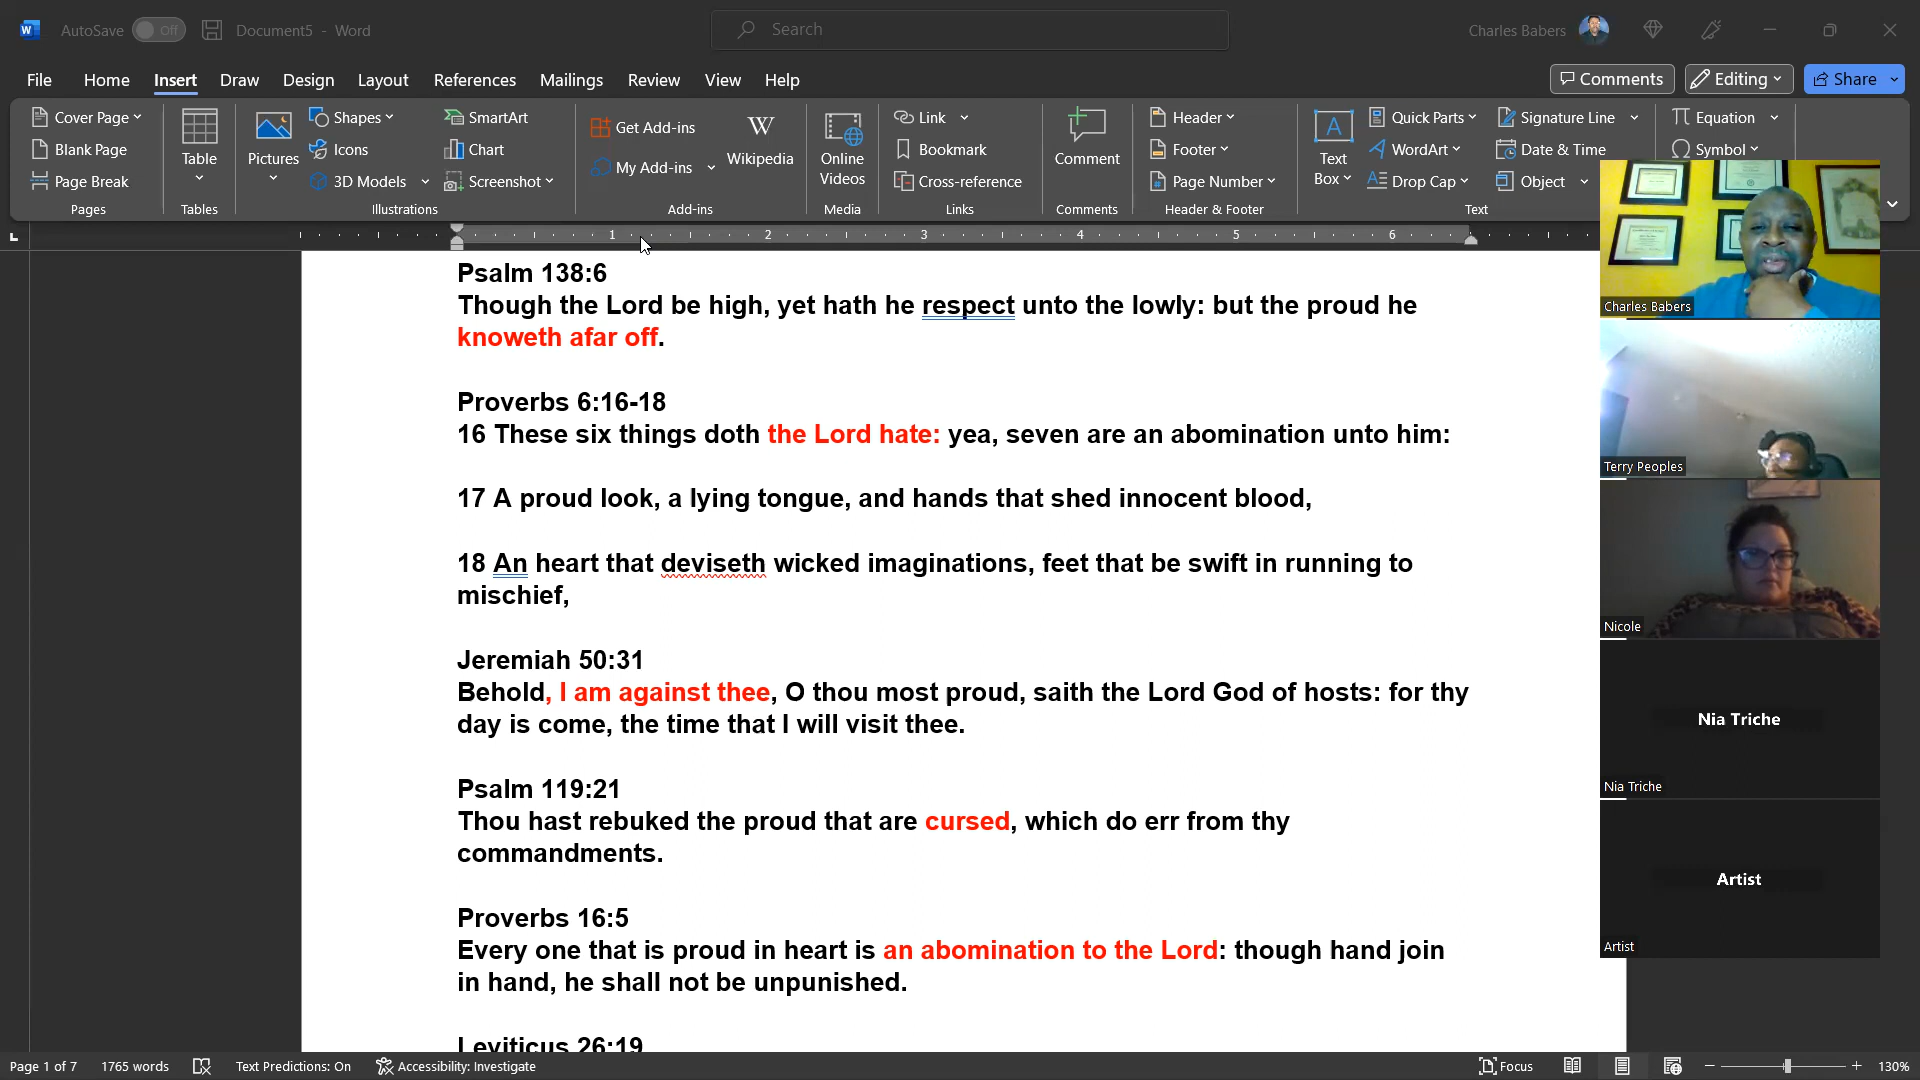 AutoSave Off Document5 - Word Search Charles Babers
File Home Insert Draw Design Layout References Mailings Review View Help Comments Editing Share
Cover Page
Blank Page
Page Break
Pages
Table
Tables
Pictures
Shapes
Icons
3D Models
SmartArt
Chart
Screenshot
Illustrations
Get Add-ins
My Add-ins
Wikipedia
Add-ins
Online
Videos
Media
Link
Bookmark
Cross-reference
Links
Comment
Comments
Header
Footer
Page Number
Header & Footer
Text
Box
Quick Parts
WordArt
Drop Cap
Signature Line
Date & Time
Object
Text
Equation
Symbol
1 2 3 4 5 6
Psalm 138:6
Though the Lord be high, yet hath he respect unto the lowly: but the proud he
knoweth afar off.
Proverbs 6:16-18
16 These six things doth the Lord hate: yea, seven are an abomination unto him:
17 A proud look, a lying tongue, and hands that shed innocent blood,
18 An heart that deviseth wicked imaginations, feet that be swift in running to
mischief,
Jeremiah 50:31
Behold, I am against thee, O thou most proud, saith the Lord God of hosts: for thy
day is come, the time that I will visit thee.
Psalm 119:21
Thou hast rebuked the proud that are cursed, which do err from thy
commandments.
Proverbs 16:5
Every one that is proud in heart is an abomination to the Lord: though hand join
in hand, he shall not be unpunished.
Leviticus 26:19
Charles Babers
Terry Peoples
Nicole
Nia Triche
Nia Triche
Artist
Artist
Page 1 of 7 1765 words Text Predictions: On Accessibility: Investigate Focus 130%